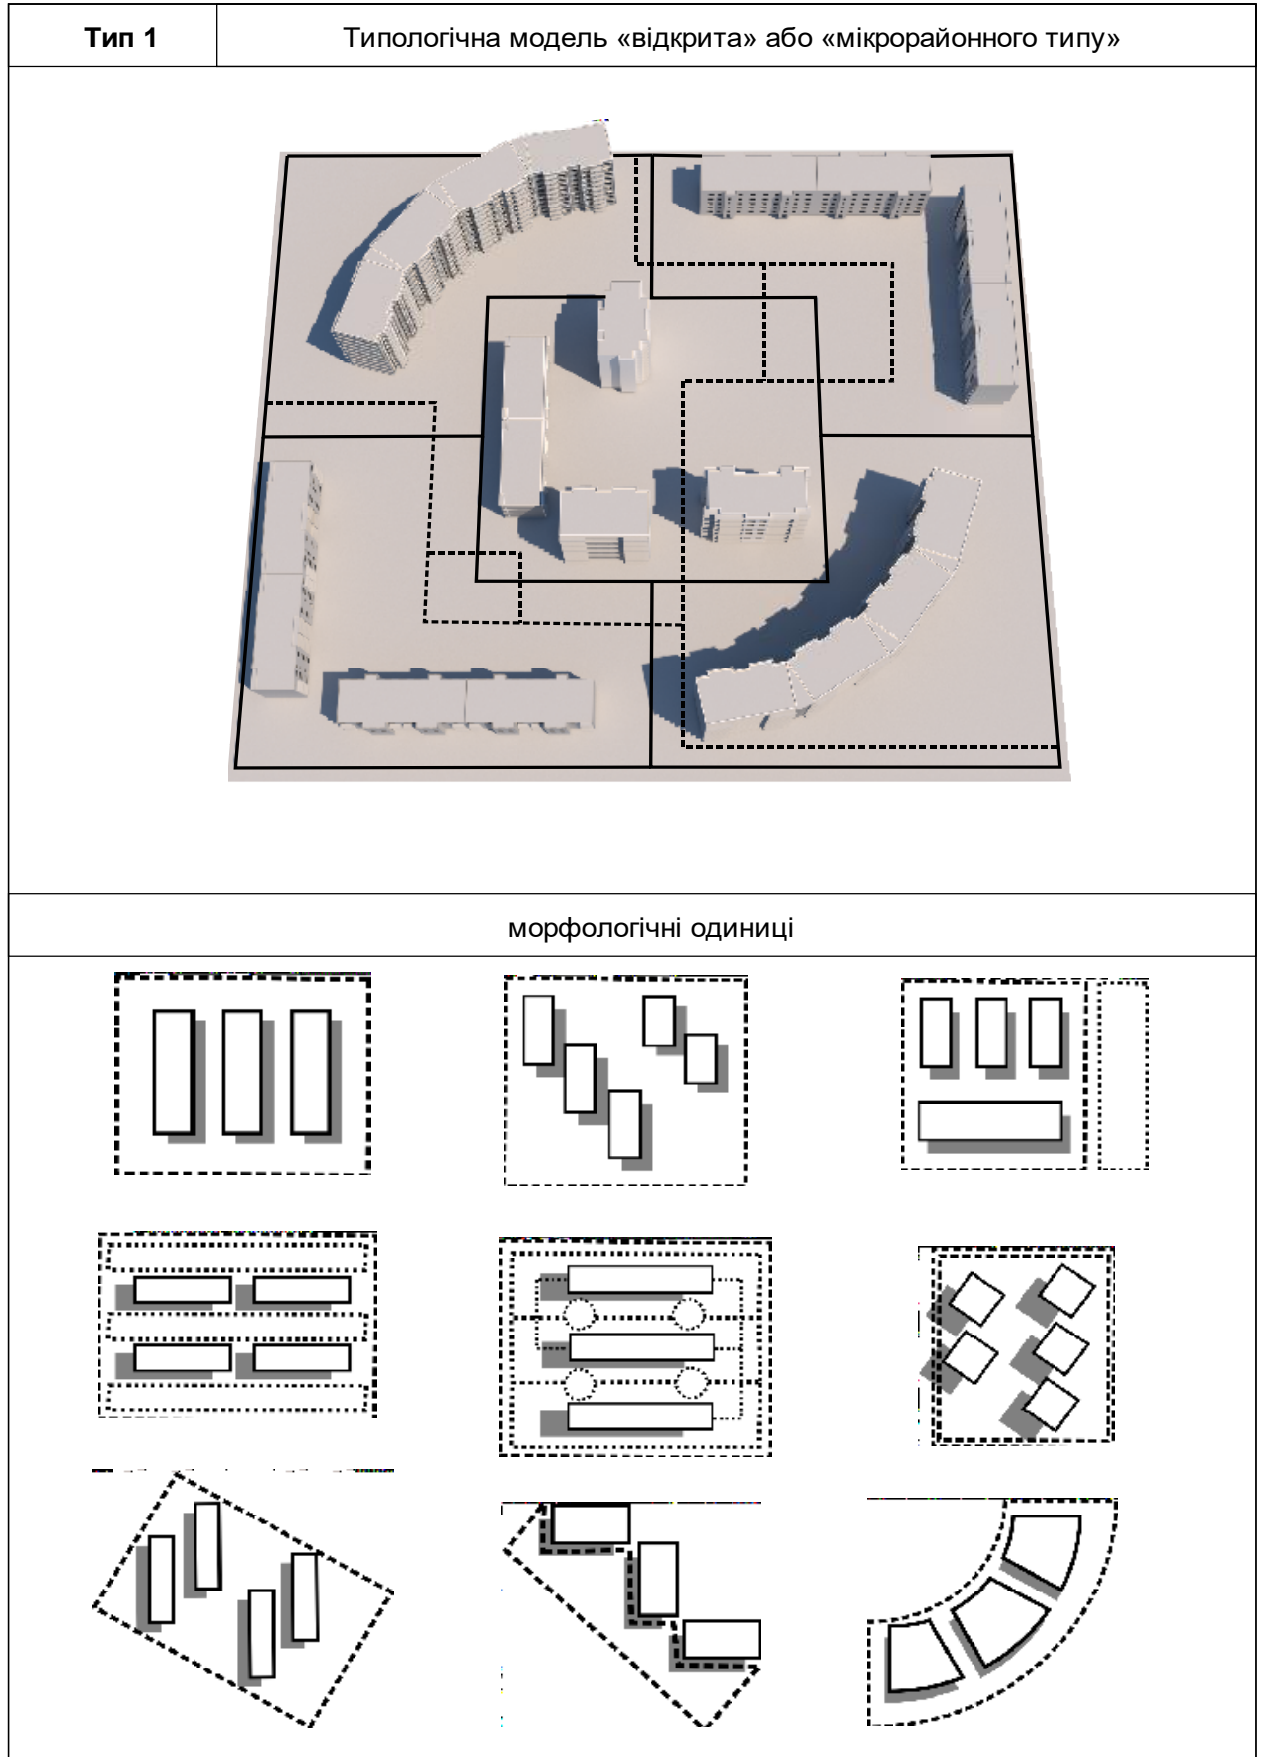 Тип 1
Типологічна модель «відкрита» або «мікрорайонного типу»
морфологічні одиниці